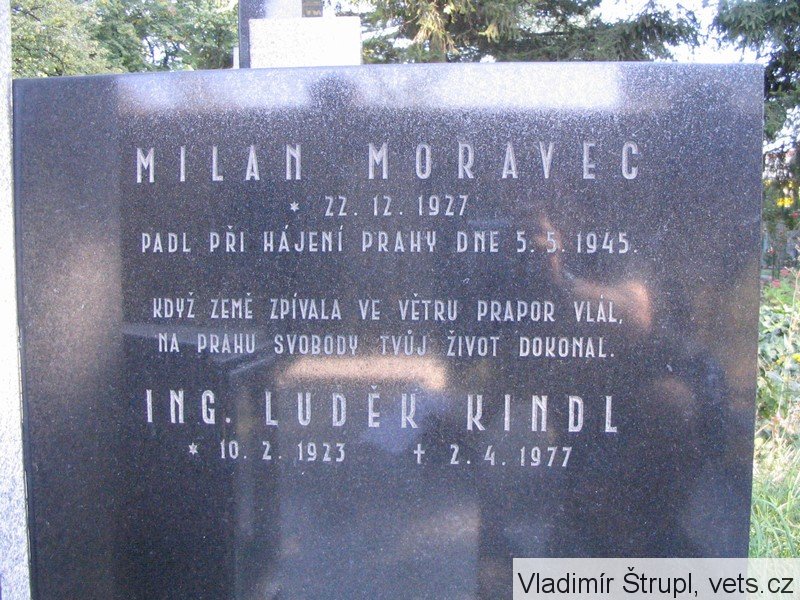 MILAN MORAVEC
* 22. 12. 1927
PADL PŘI HÁJENÍ PRAHY DNE 5. 5. 1945.
KDYŽ ZEMĚ ZPÍVALA VE VĚTRU PRAPOR VLÁL,
NA PRAHU SVOBODY TVŮJ ŽIVOT DOKONAL.
ING. LUDĚK KINDL
* 10. 2. 1923 † 2. 4. 1977
Vladimír Štrupl, vets.cz